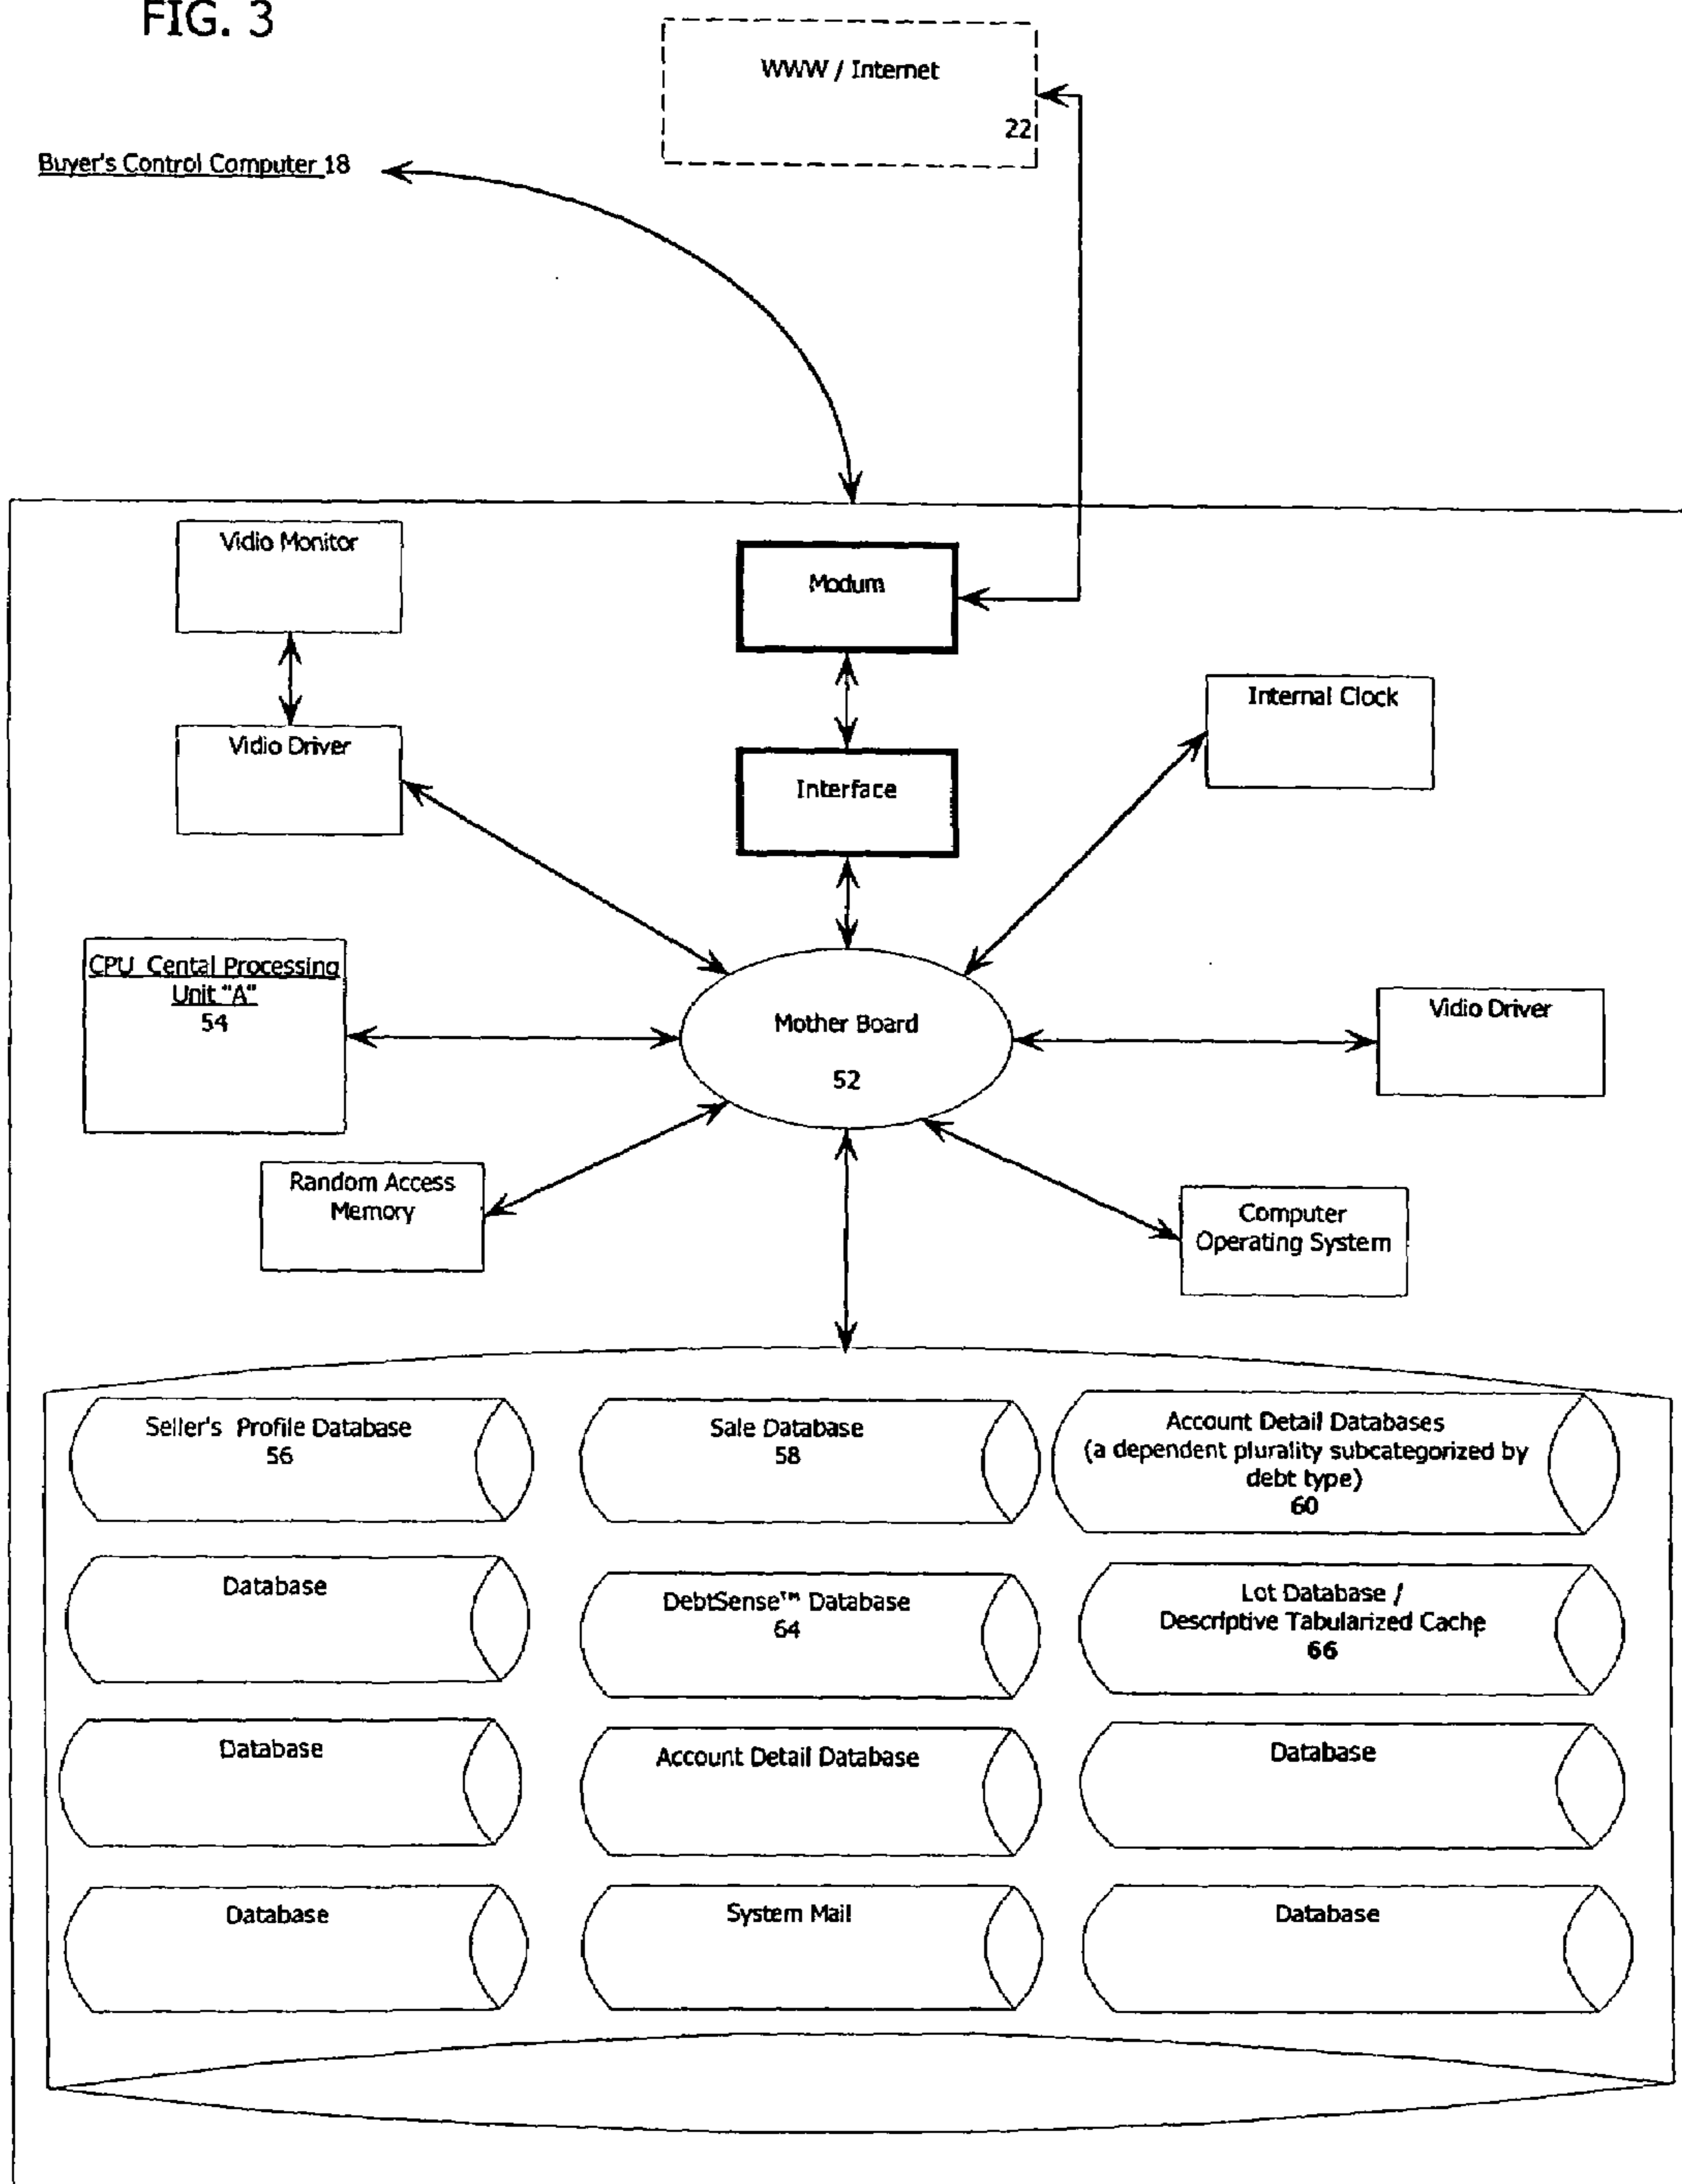 FIG. 3
WWW / Internet
22
Buyer's Control Computer 18
Vidio Monitor
Modum
Internal Clock
Vidio Driver
Interface
CPU Cental Processing
Unit "A"
54
Mother Board
52
Vidio Driver
Random Access
Memory
Computer
Operating System
Seller's Profile Database
56
Sale Database
58
Account Detail Databases
(a dependent plurality subcategorized by
debt type)
60
Database
DebtSense™ Database
64
Lot Database /
Descriptive Tabularized Cache
66
Database
Account Detail Database
Database
Database
System Mail
Database